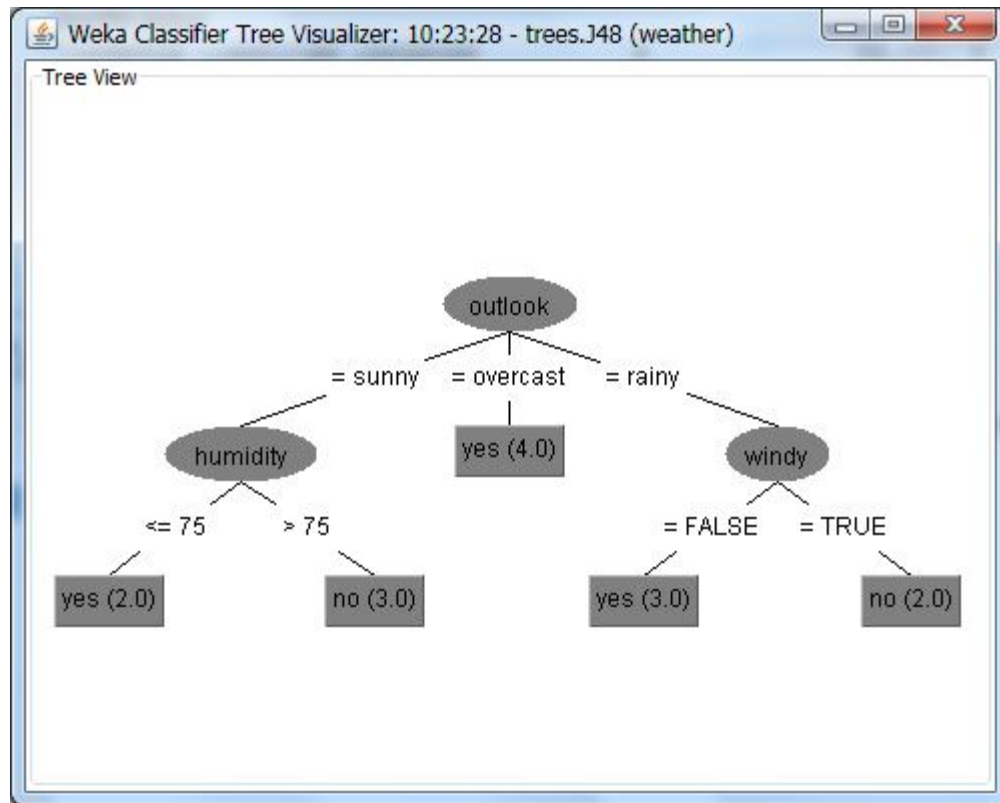 Weka Classifier Tree Visualizer: 10:23:28 - trees.J48 (weather)
Tree View
outlook
= sunny = overcast = rainy
humidity yes (4.0) windy
<= 75 > 75 = FALSE = TRUE
yes (2.0) no (3.0) yes (3.0) no (2.0)